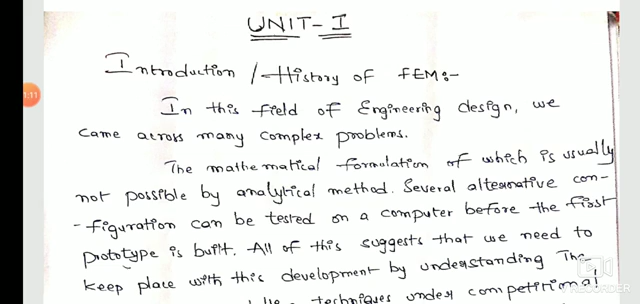 UNIT-I
Introduction / History of FEM:-
1:11
In this field of Engineering design, we
came across many complex problems.
The mathematical formulation of which is usually
not possible by analytical method. Several alternative con-
-figuration can be tested on a computer before the first
prototype is built. All of this suggests that we need to
keep place with this development by understanding The
techniques under competitional
RECORDER